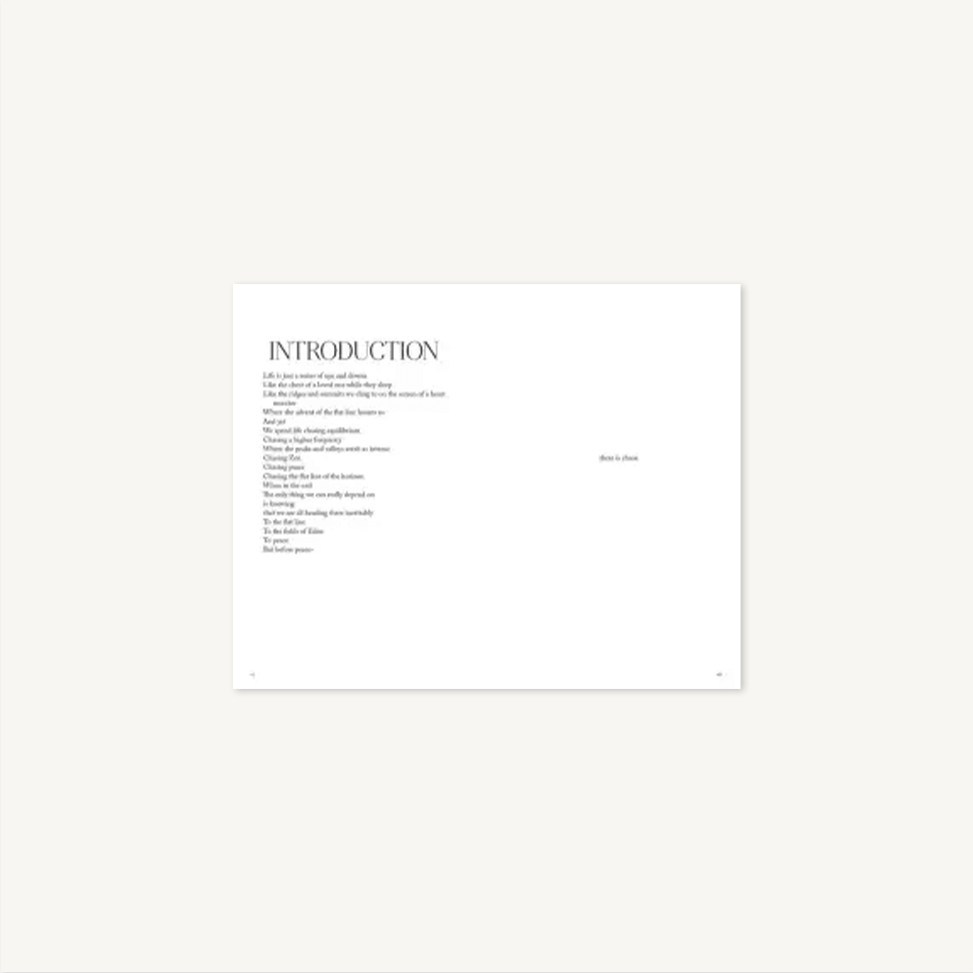 INTRODUCTION
Life is just a series of ups and downs
Like the chest of a loved one while they sleep
Like the ridges and summits we cling to on the screen of a heart
monitor
Where the advent of the flat line haunts us
And yet
We spend life chasing equilibrium
Chasing a higher frequency
Where the peaks and valleys aren't so intense
Chasing Zen
Chasing peace
Chasing the flat line of the horizon
When in the end
The only thing we can really depend on
is knowing
that we are all heading there inevitably
To the flat line
To the fields of Eden
To peace
But before peace-
there is chaos